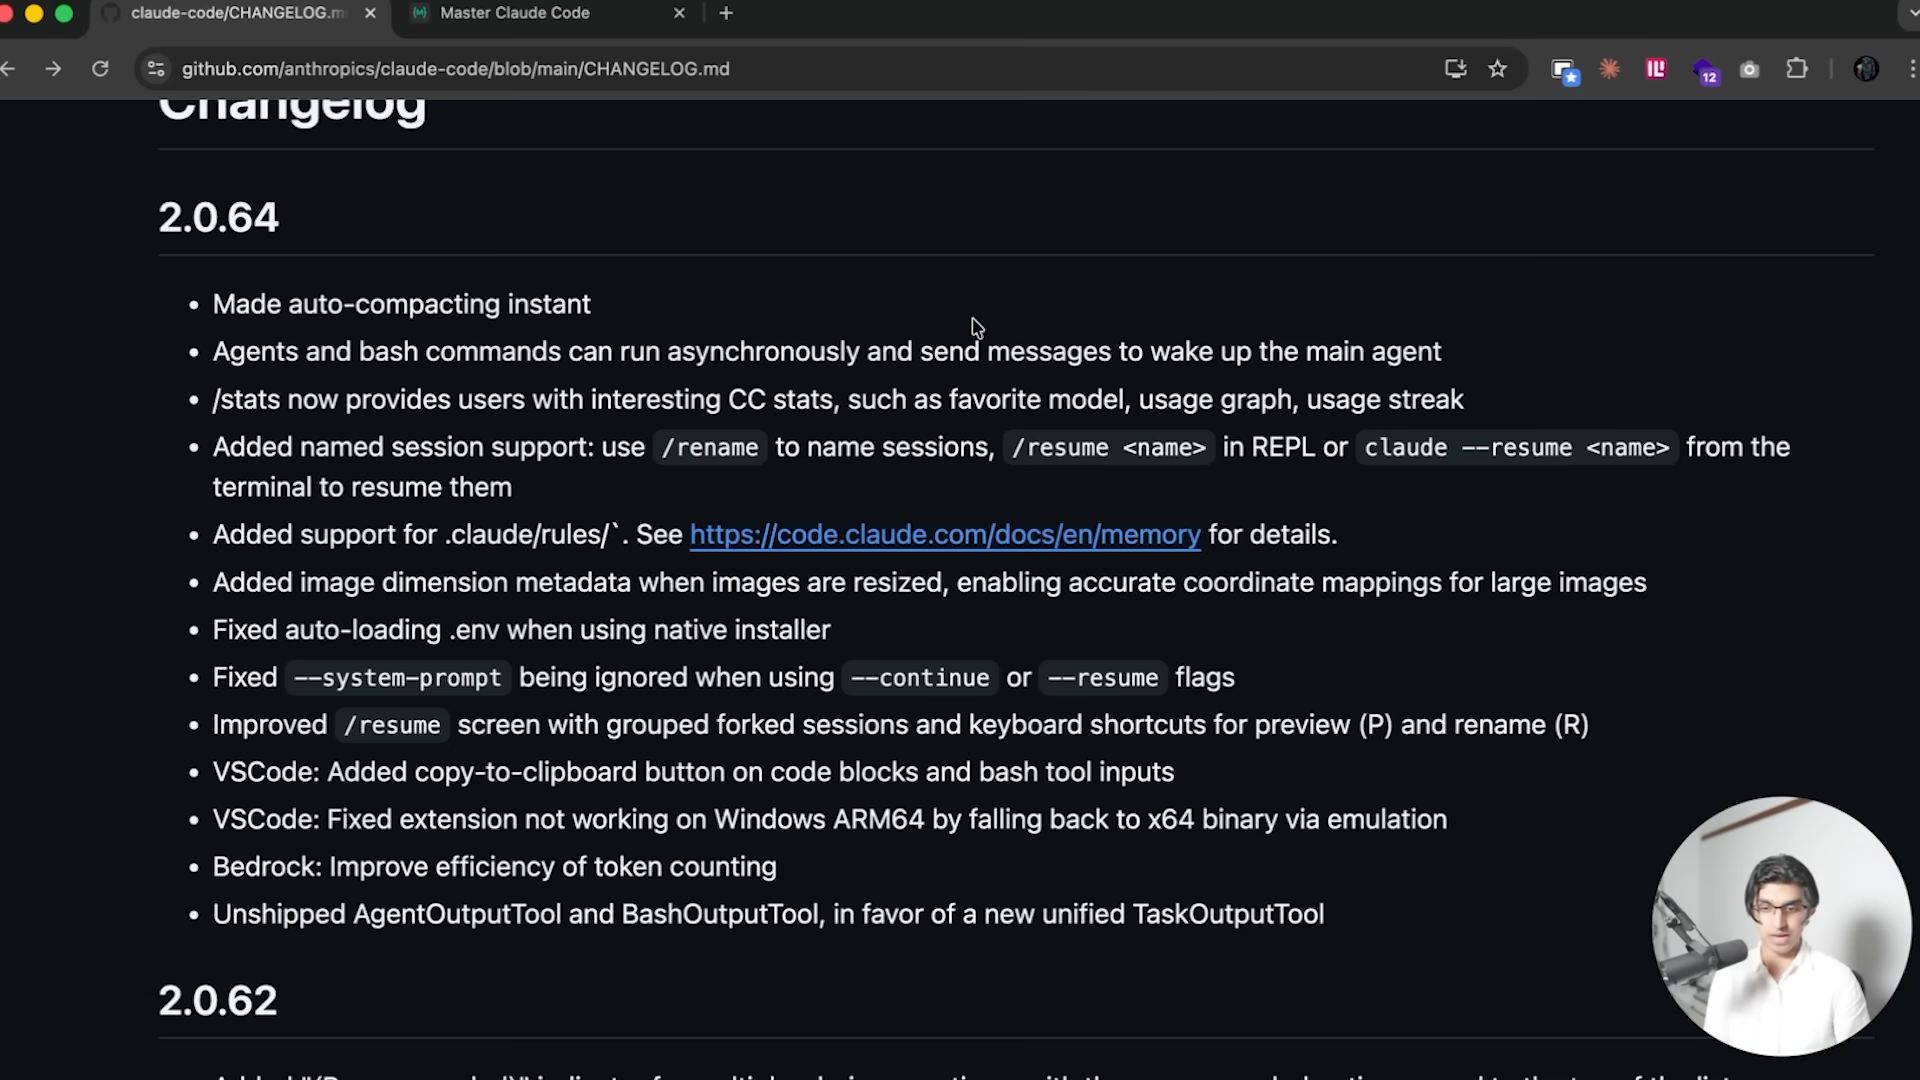 claude-code/CHANGELOG.m
Master Claude Code
github.com/anthropics/claude-code/blob/main/CHANGELOG.md
12
Changelog
2.0.64
• Made auto-compacting instant
• Agents and bash commands can run asynchronously and send messages to wake up the main agent
• /stats now provides users with interesting CC stats, such as favorite model, usage graph, usage streak
• Added named session support: use /rename to name sessions, /resume <name> in REPL or claude --resume <name> from the
terminal to resume them
• Added support for .claude/rules/`. See https://code.claude.com/docs/en/memory for details.
• Added image dimension metadata when images are resized, enabling accurate coordinate mappings for large images
• Fixed auto-loading .env when using native installer
• Fixed --system-prompt being ignored when using --continue or --resume flags
• Improved /resume screen with grouped forked sessions and keyboard shortcuts for preview (P) and rename (R)
• VSCode: Added copy-to-clipboard button on code blocks and bash tool inputs
• VSCode: Fixed extension not working on Windows ARM64 by falling back to x64 binary via emulation
• Bedrock: Improve efficiency of token counting
• Unshipped AgentOutputTool and BashOutputTool, in favor of a new unified TaskOutputTool
2.0.62